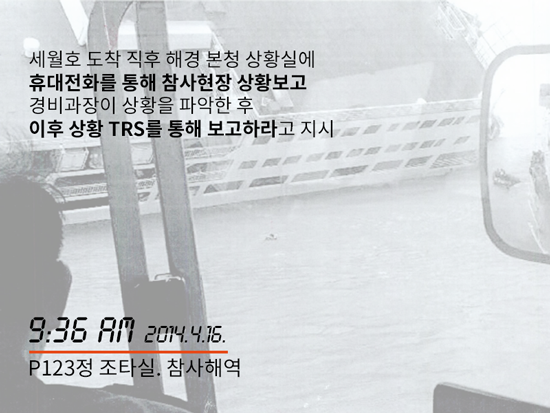 세월호 도착 직후 해경 본청 상황실에
휴대전화를 통해 참사현장 상황보고
경비과장이 상황을 파악한 후
이후 상황 TRS를 통해 보고하라고 지시
9:36 AM 2014.4.16.
P123정 조타실. 참사해역